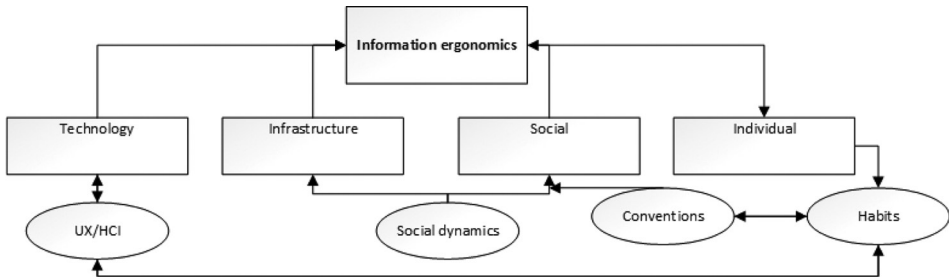 Information ergonomics
Technology
Infrastructure
Social
Individual
UX/HCI
Social dynamics
Conventions
Habits